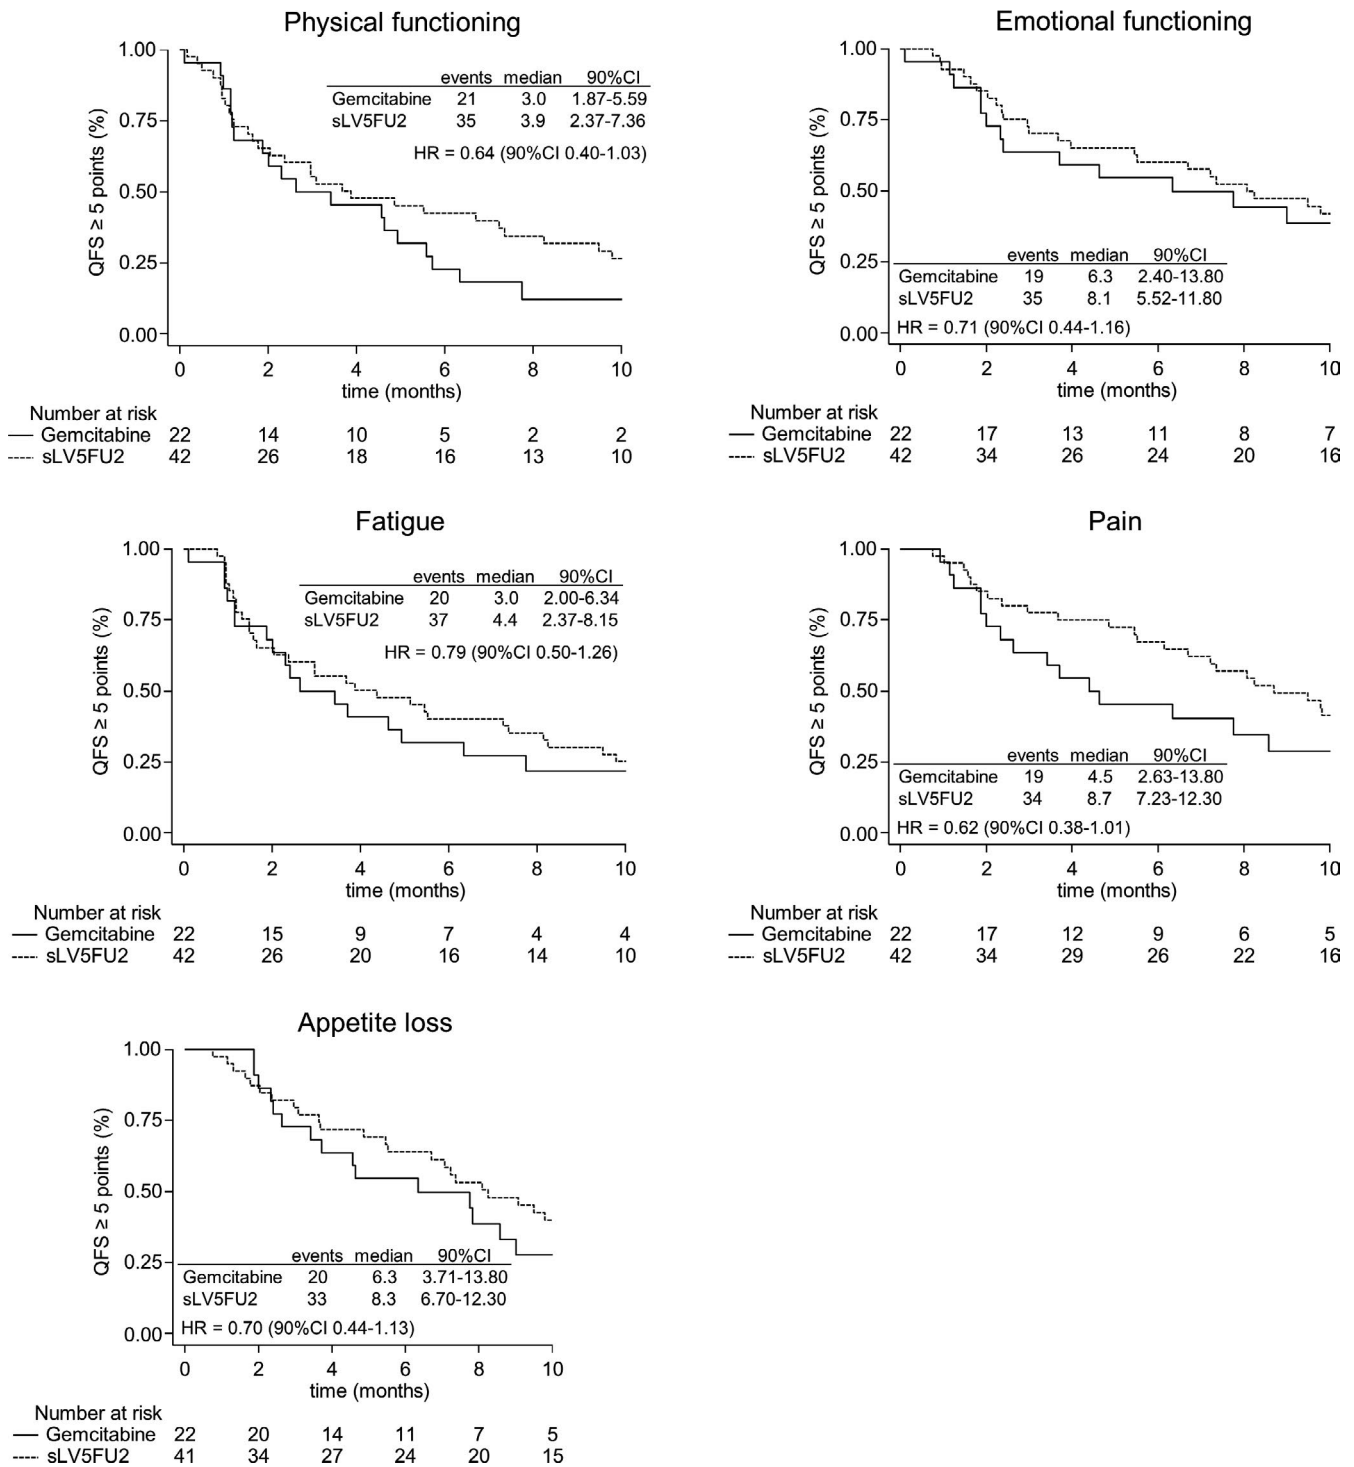 Physical functioning
QFS ≥ 5 points (%)
1.00
0.75
0.50
0.25
0.00
events median 90%CI
Gemcitabine 21 3.0 1.87-5.59
sLV5FU2 35 3.9 2.37-7.36
HR = 0.64 (90%CI 0.40-1.03)
0 2 4 6 8 10
time (months)
Number at risk
Gemcitabine 22 14 10 5 2 2
sLV5FU2 42 26 18 16 13 10
Emotional functioning
QFS ≥ 5 points (%)
1.00
0.75
0.50
0.25
0.00
events median 90%CI
Gemcitabine 19 6.3 2.40-13.80
sLV5FU2 35 8.1 5.52-11.80
HR = 0.71 (90%CI 0.44-1.16)
0 2 4 6 8 10
time (months)
Number at risk
Gemcitabine 22 17 13 11 8 7
sLV5FU2 42 34 26 24 20 16
Fatigue
QFS ≥ 5 points (%)
1.00
0.75
0.50
0.25
0.00
events median 90%CI
Gemcitabine 20 3.0 2.00-6.34
sLV5FU2 37 4.4 2.37-8.15
HR = 0.79 (90%CI 0.50-1.26)
0 2 4 6 8 10
time (months)
Number at risk
Gemcitabine 22 15 9 7 4 4
sLV5FU2 42 26 20 16 14 10
Pain
QFS ≥ 5 points (%)
1.00
0.75
0.50
0.25
0.00
events median 90%CI
Gemcitabine 19 4.5 2.63-13.80
sLV5FU2 34 8.7 7.23-12.30
HR = 0.62 (90%CI 0.38-1.01)
0 2 4 6 8 10
time (months)
Number at risk
Gemcitabine 22 17 12 9 6 5
sLV5FU2 42 34 29 26 22 16
Appetite loss
QFS ≥ 5 points (%)
1.00
0.75
0.50
0.25
0.00
events median 90%CI
Gemcitabine 20 6.3 3.71-13.80
sLV5FU2 33 8.3 6.70-12.30
HR = 0.70 (90%CI 0.44-1.13)
0 2 4 6 8 10
time (months)
Number at risk
Gemcitabine 22 20 14 11 7 5
sLV5FU2 41 34 27 24 20 15